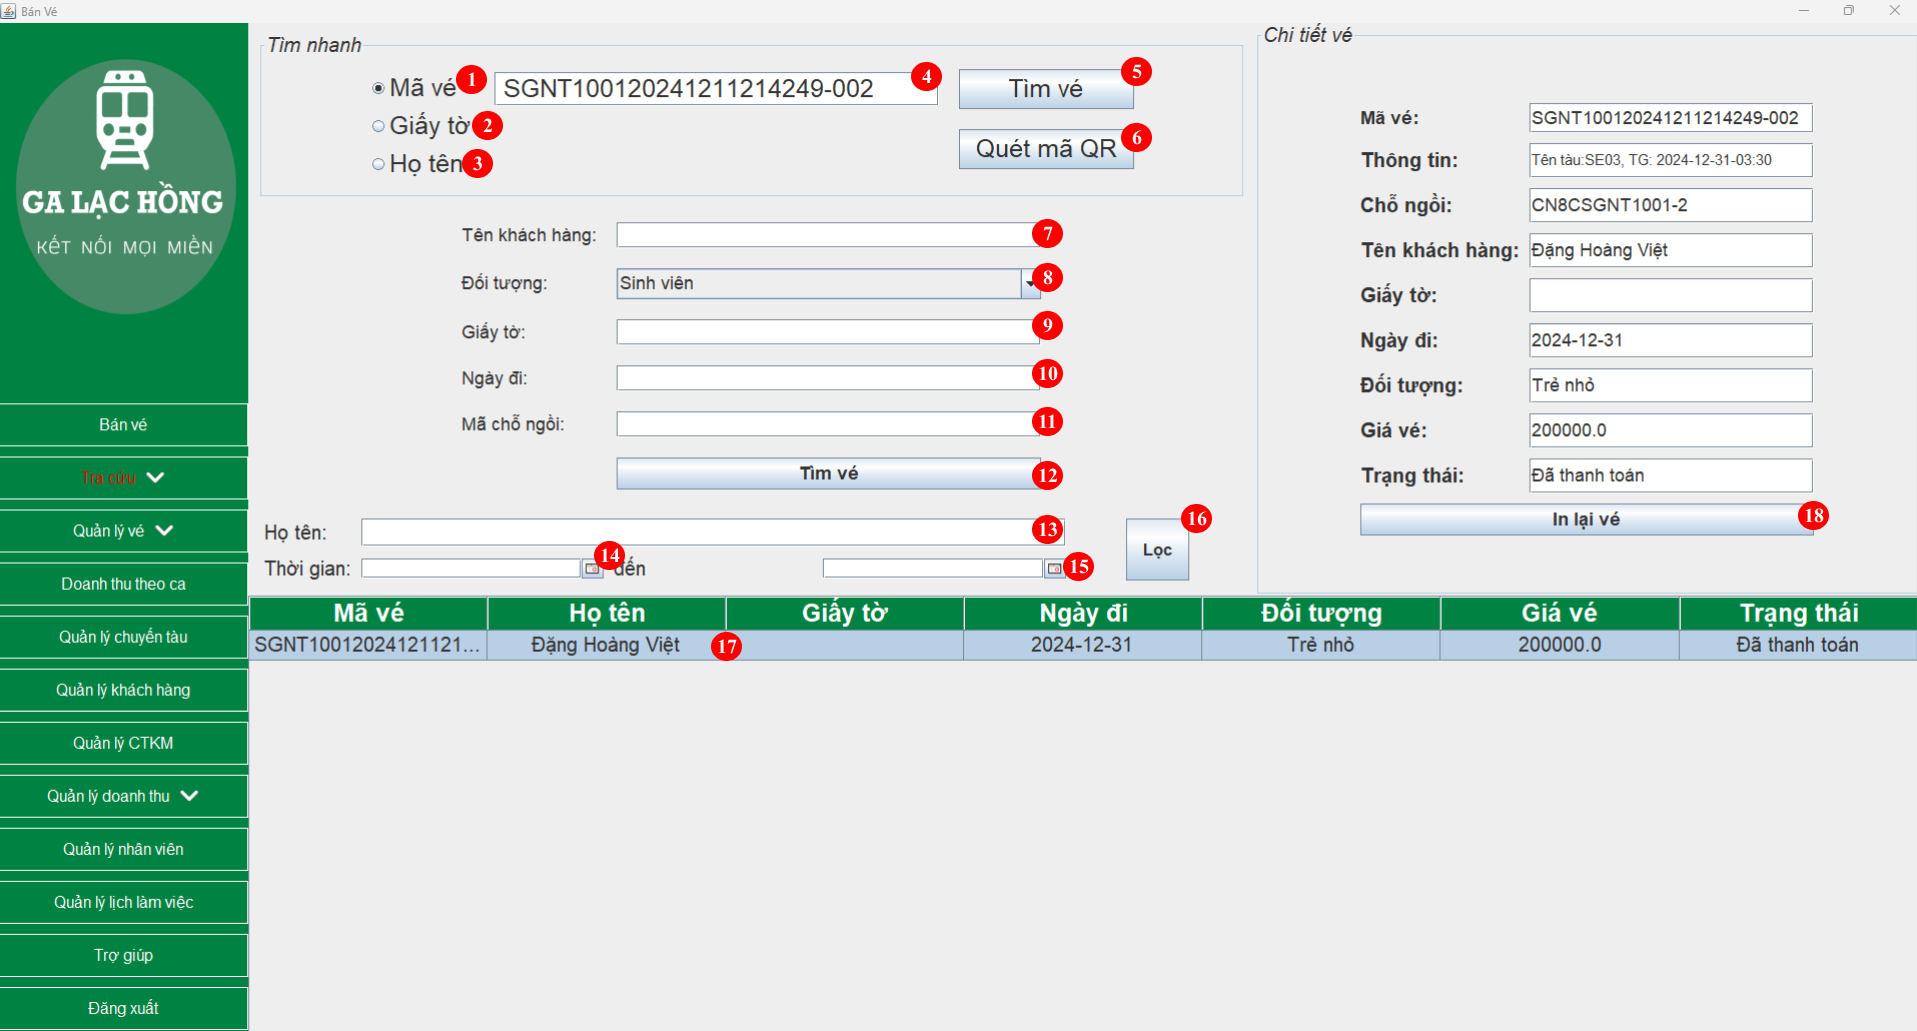 Bán Vé
GA LẠC HỒNG
KẾT NỐI MỌI MIỀN
Bán vé
Tra cứu
Quản lý vé
Doanh thu theo ca
Quản lý chuyến tàu
Quản lý khách hàng
Quản lý CTKM
Quản lý doanh thu
Quản lý nhân viên
Quản lý lịch làm việc
Trợ giúp
Đăng xuất
Tìm nhanh
Mã vé 1 SGNT100120241211214249-002 4 Tìm vé 5
Giấy tờ 2
Quét mã QR 6
Họ tên 3
Tên khách hàng: 7
Đối tượng: Sinh viên 8
Giấy tờ: 9
Ngày đi: 10
Mã chỗ ngồi: 11
Tìm vé 12
Họ tên: 13
Thời gian: 14 đến 15
Lọc 16
Chi tiết vé
Mã vé: SGNT100120241211214249-002
Thông tin: Tên tàu:SE03, TG: 2024-12-31-03:30
Chỗ ngồi: CN8CSGNT1001-2
Tên khách hàng: Đặng Hoàng Việt
Giấy tờ:
Ngày đi: 2024-12-31
Đối tượng: Trẻ nhỏ
Giá vé: 200000.0
Trạng thái: Đã thanh toán
In lại vé 18
Mã vé Họ tên Giấy tờ Ngày đi Đối tượng Giá vé Trạng thái
SGNT10012024121121... Đặng Hoàng Việt 17 2024-12-31 Trẻ nhỏ 200000.0 Đã thanh toán